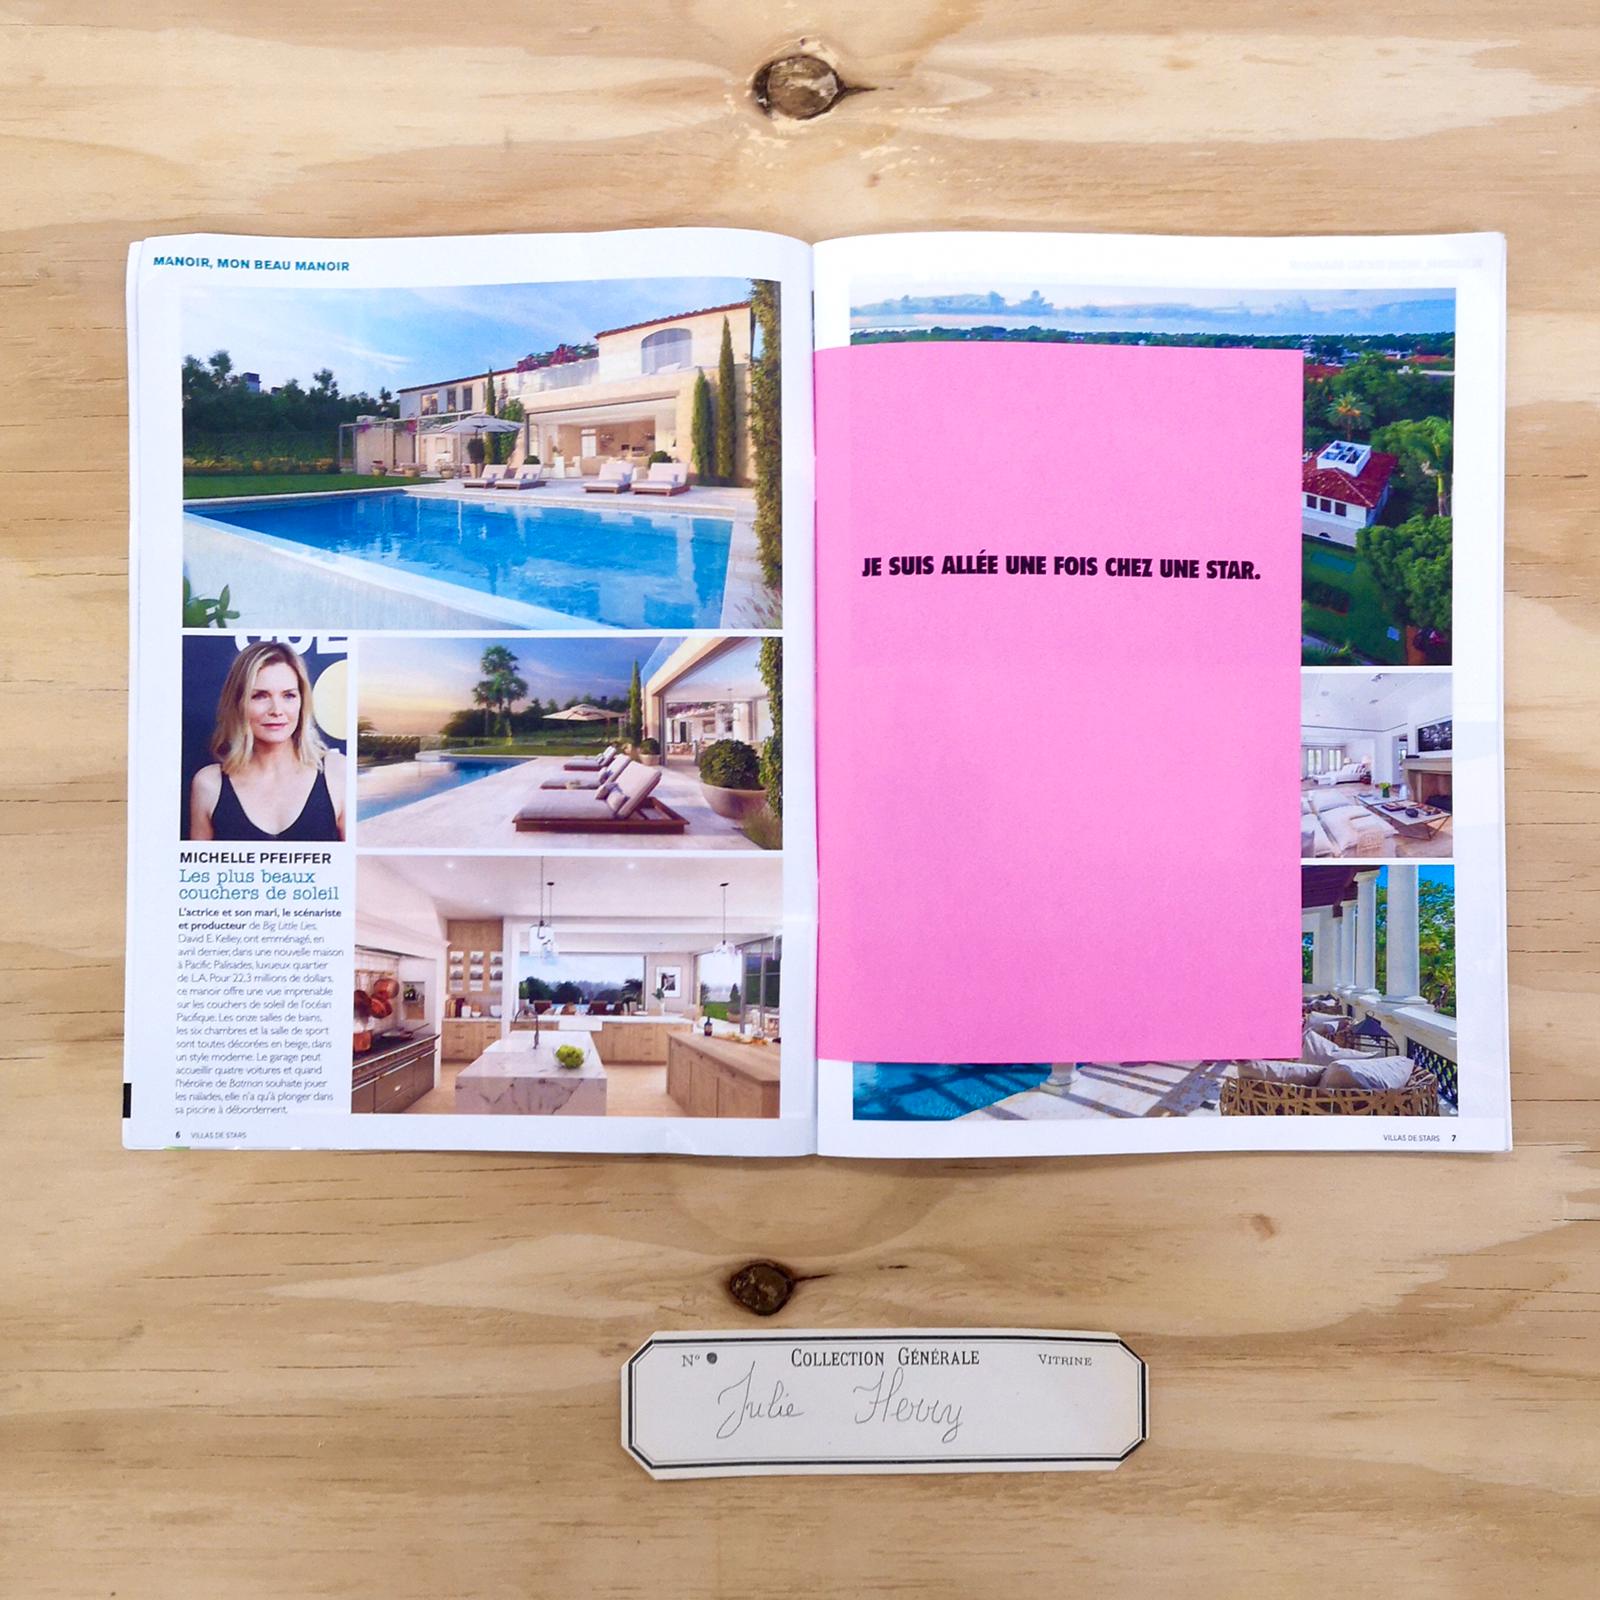 MANOIR, MON BEAU MANOIR
MICHELLE PFEIFFER
Les plus beaux
couchers de soleil
L'actrice et son mari, le scénariste
et producteur de Big Little Lies,
David E. Kelley, ont emménagé, en
avril dernier, dans une nouvelle maison
à Pacific Palisades, luxueux quartier
de L.A. Pour 22,3 millions de dollars,
ce manoir offre une vue imprenable
sur les couchers de soleil de l'océan
Pacifique. Les onze salles de bains,
les six chambres et la salle de sport
sont toutes décorées en beige, dans
un style moderne. Le garage peut
accueillir quatre voitures et quand
l'héroïne de Batman souhaite jouer
les naïades, elle n'a qu'à plonger dans
sa piscine à débordement.
6 VILLAS DE STARS
JE SUIS ALLÉE UNE FOIS CHEZ UNE STAR.
VILLAS DE STARS 7
N° COLLECTION GÉNÉRALE VITRINE
Julie Herry